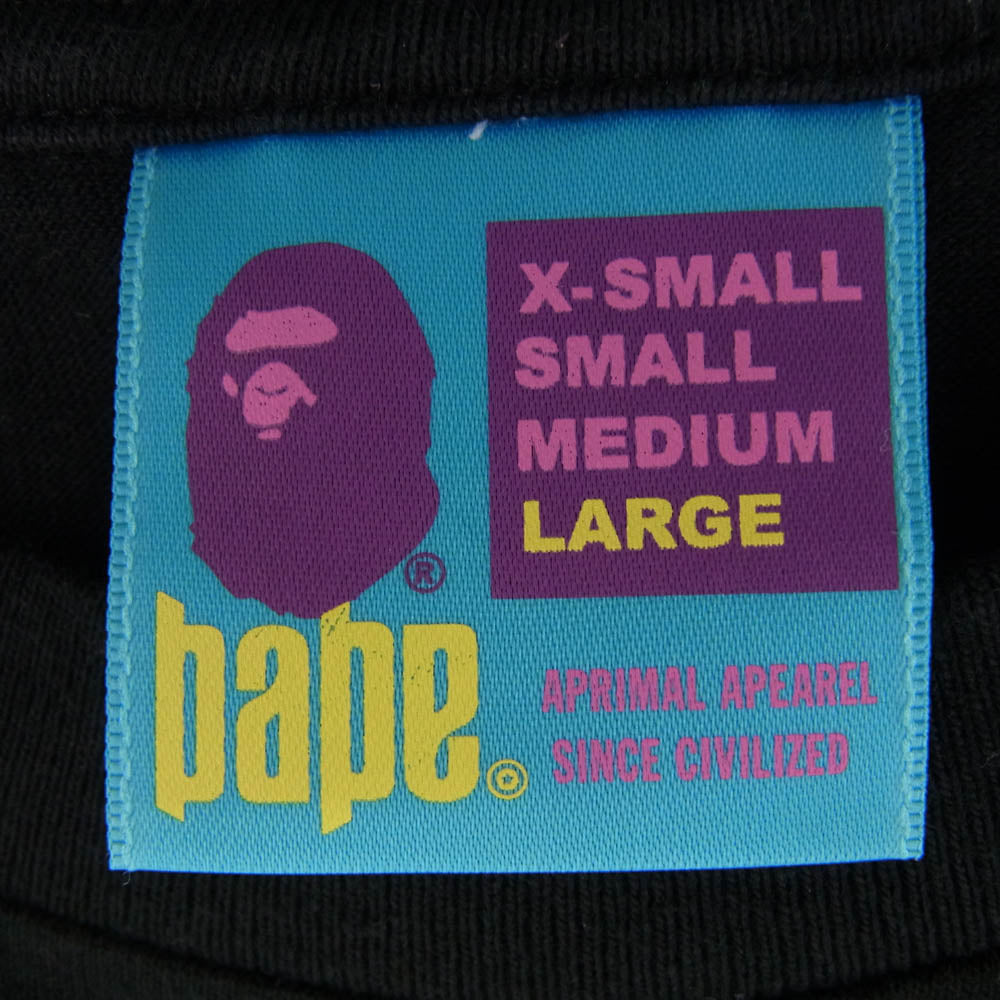 X-SMALL
SMALL
MEDIUM
LARGE
®
bape
APRIMAL APEAREL
SINCE CIVILIZED